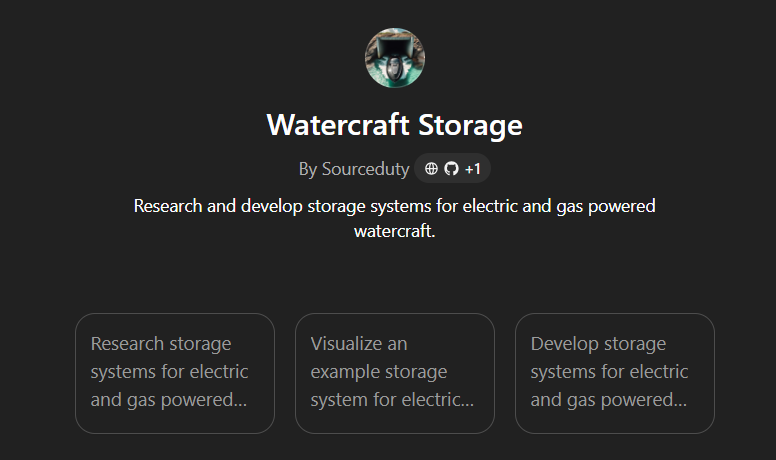 Watercraft Storage
By Sourceduty +1
Research and develop storage systems for electric and gas powered
watercraft.
Research storage
systems for electric
and gas powered...
Visualize an
example storage
system for electric...
Develop storage
systems for electric
and gas powered...